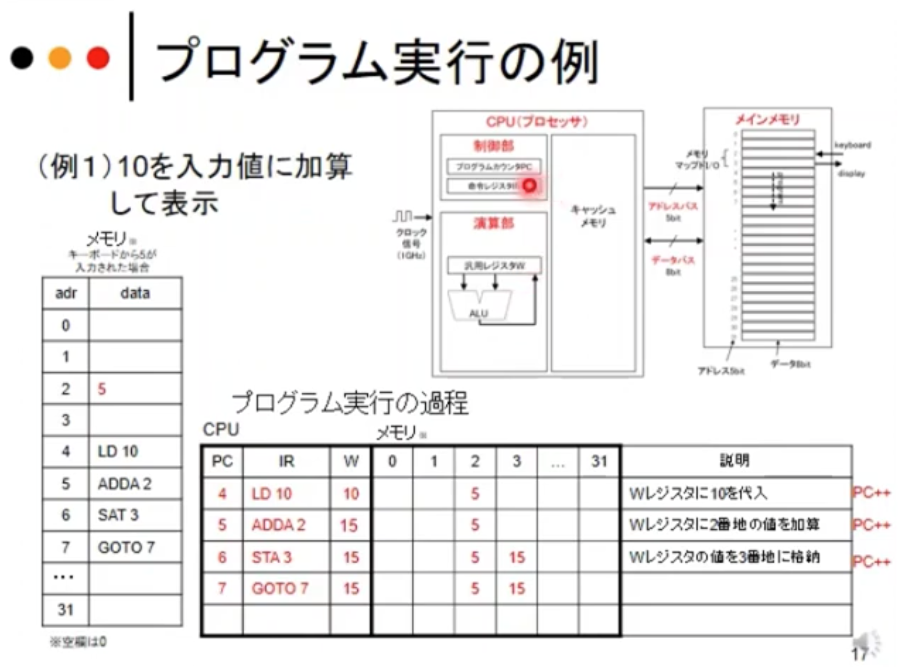 プログラム実行の例
(例1)10を入力値に加算
して表示
メモリ※
キーボードから5が
入力された場合
adr data
0
1
2 5
3
4 LD 10
5 ADDA 2
6 SAT 3
7 GOTO 7
...
31
※空欄は0
CPU(プロセッサ)
制御部
プログラムカウンタPC
命令レジスタ
演算部
汎用レジスタW
ALU
キャッシュ
メモリ
クロック
信号
(1GHz)
アドレスバス
5bit
データバス
8bit
メインメモリ
メモリ
マップドI/O
keyboard
display
アドレス5bit
データ8bit
プログラム実行の過程
CPU
メモリ※
PC IR W 0 1 2 3 ... 31 説明
4 LD 10 10 5 Wレジスタに10を代入 PC++
5 ADDA 2 15 5 Wレジスタに2番地の値を加算 PC++
6 STA 3 15 5 15 Wレジスタの値を3番地に格納 PC++
7 GOTO 7 15 5 15
17